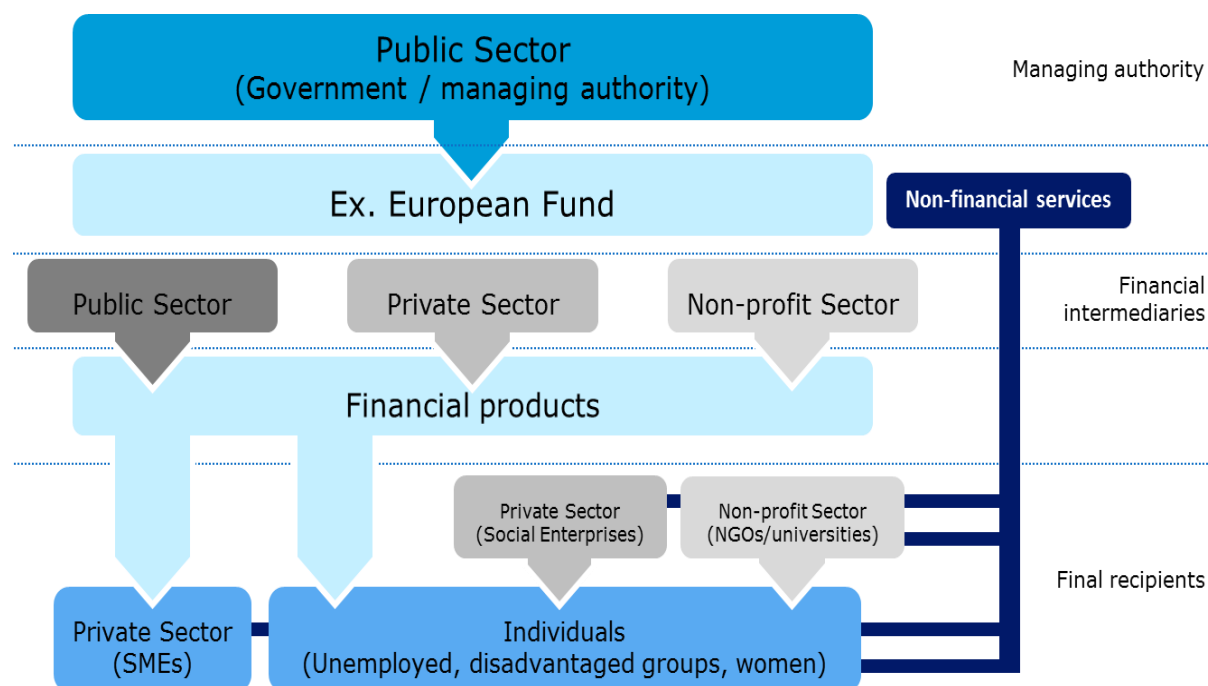 Public Sector
(Government / managing authority)
Managing authority
Ex. European Fund
Non-financial services
Public Sector
Private Sector
Non-profit Sector
Financial
intermediaries
Financial products
Private Sector
(Social Enterprises)
Non-profit Sector
(NGOs/universities)
Final recipients
Private Sector
(SMEs)
Individuals
(Unemployed, disadvantaged groups, women)